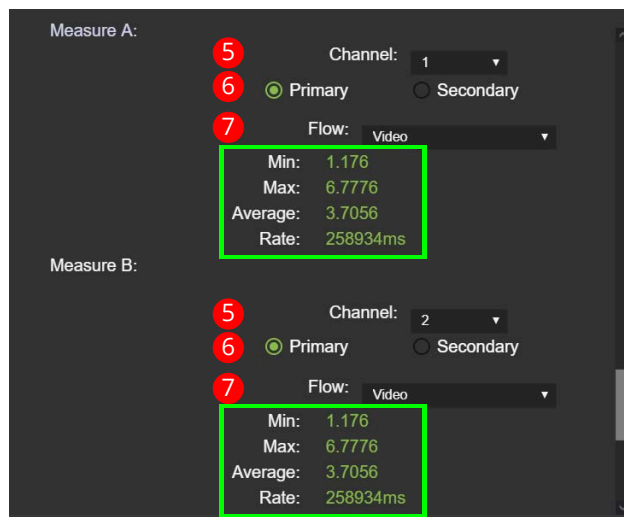 Measure A:
5 Channel: 1
6 Primary Secondary
7 Flow: Video
Min: 1.176
Max: 6.7776
Average: 3.7056
Rate: 258934ms
Measure B:
5 Channel: 2
6 Primary Secondary
7 Flow: Video
Min: 1.176
Max: 6.7776
Average: 3.7056
Rate: 258934ms